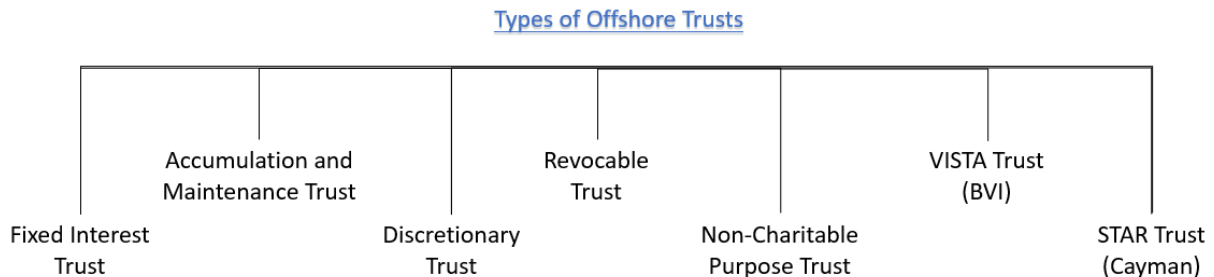 Types of Offshore Trusts
Accumulation and
Maintenance Trust
Revocable
Trust
VISTA Trust
(BVI)
Fixed Interest
Trust
Discretionary
Trust
Non-Charitable
Purpose Trust
STAR Trust
(Cayman)